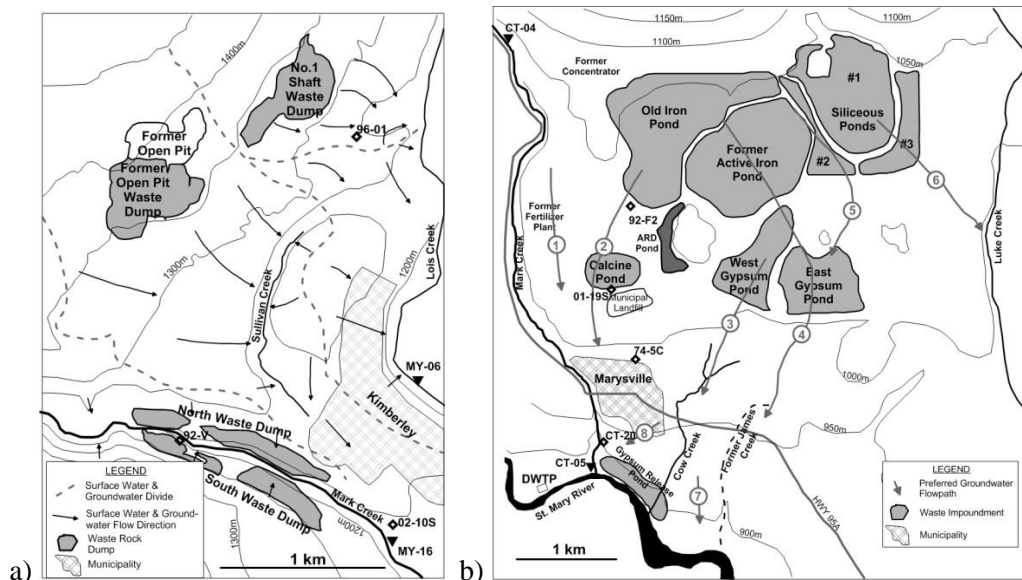 a)
1400m
No.1
Shaft
Waste
Dump
96-01
Former
Open Pit
Former
Open Pit
Waste
Dump
1300m
Sullivan Creek
1200m
Lois Creek
MY-06
Kimberley
North Waste Dump
92-V
South Waste Dump
Mark Creek
1200m
1300m
02-10S
MY-16
LEGEND
Surface Water &
Groundwater Divide
Surface Water & Ground-
water Flow Direction
Waste Rock
Dump
Municipality
1 km
b)
CT-04
1150m
1100m
1100m
1050m
Former
Concentrator
Old Iron
Pond
Former
Active Iron
Pond
#1
Siliceous
Ponds
#2
#3
6
5
Luke Creek
Mark Creek
Former
Fertilizer
Plant
1
2
92-F2
ARD
Pond
Calcine
Pond
01-19S
Municipal
Landfill
West
Gypsum
Pond
East
Gypsum
Pond
3
4
74-5C
Marysville
1000m
950m
CT-20
8
Gypsum Release
Pond
CT-05
DWTP
St. Mary River
Cow Creek
Former James
Creek
7
HWY 95A
900m
1 km
LEGEND
Preferred Groundwater
Flowpath
Waste Impoundment
Municipality